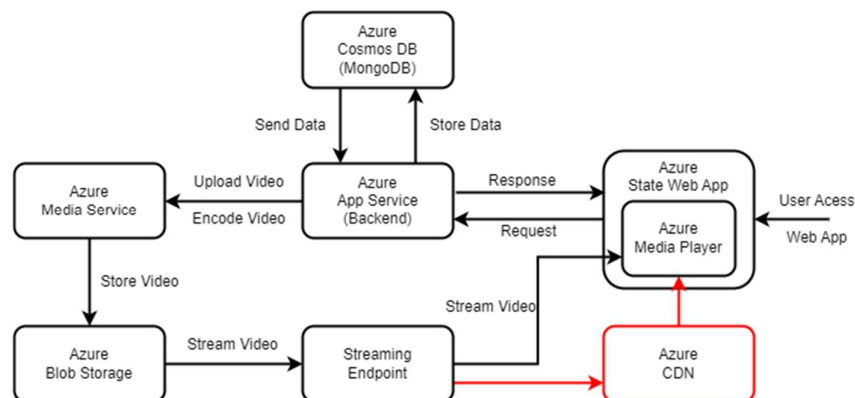 Azure
Cosmos DB
(MongoDB)
Send Data
Store Data
Azure
Media Service
Upload Video
Encode Video
Azure
App Service
(Backend)
Response
Request
Azure
State Web App
Azure
Media Player
User Acess
Web App
Store Video
Stream Video
Azure
Blob Storage
Stream Video
Streaming
Endpoint
Azure
CDN